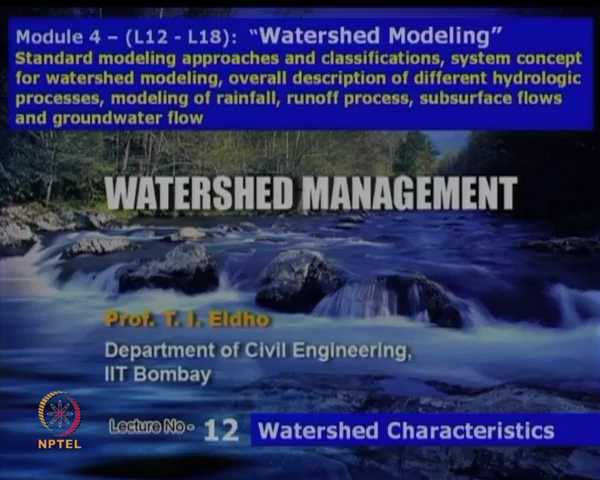 Module 4 – (L12 - L18): “Watershed Modeling”
Standard modeling approaches and classifications, system concept
for watershed modeling, overall description of different hydrologic
processes, modeling of rainfall, runoff process, subsurface flows
and groundwater flow
WATERSHED MANAGEMENT
Prof. T. I. Eldho
Department of Civil Engineering,
IIT Bombay
Lecture No- 12 Watershed Characteristics
NPTEL